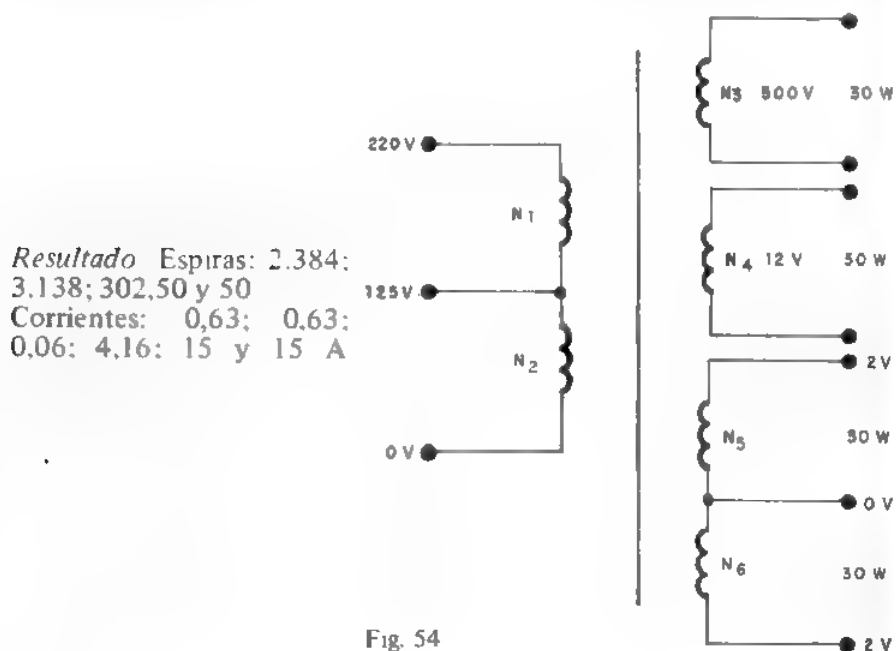 220 V
125 V
0 V
N1
N2
N3 500V 30 W
N4 12 V 50 W
2 V
N5
30 W
0 V
N6
30 W
2 V
Resultado Espiras: 2.384;
3.138; 302,50 y 50
Corrientes: 0,63; 0,63;
0,06: 4,16: 15 y 15 A
Fig. 54